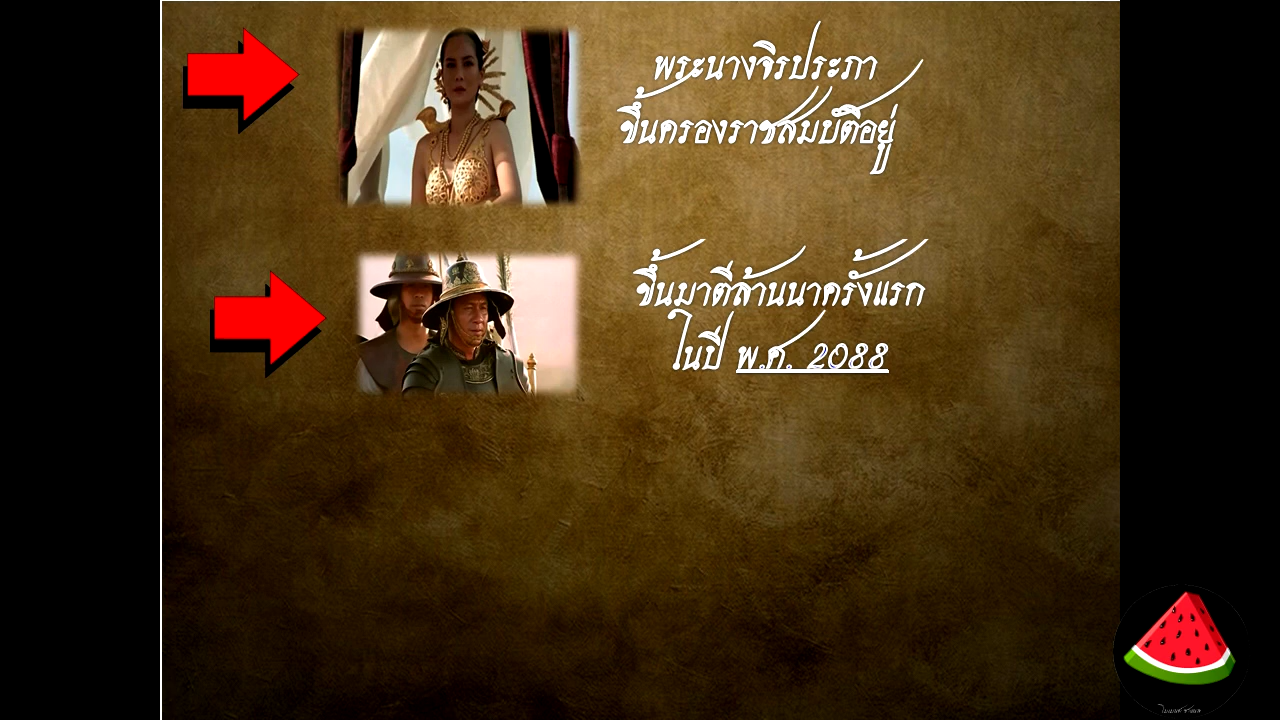 พระนางจิรประภา
ขึ้นครองราชสมบัติอยู่
ขึ้นมาตีล้านนาครั้งแรก
ในปี พ.ศ. 2088